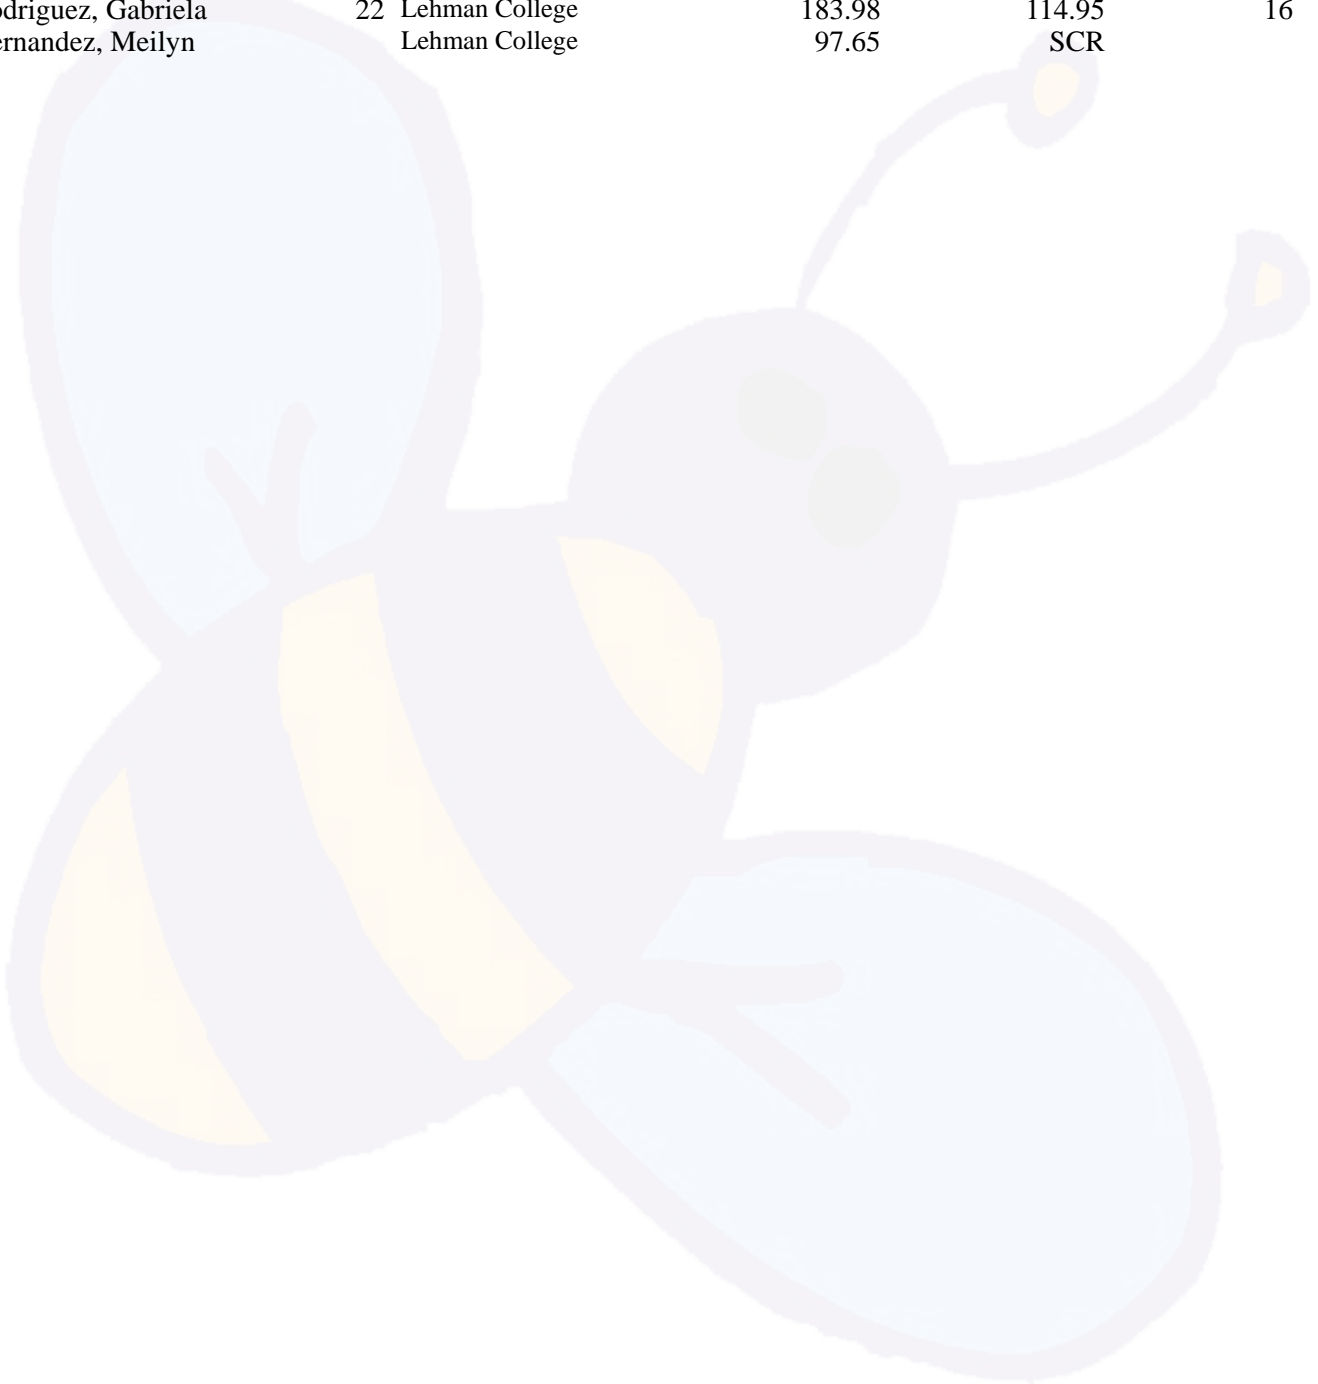 odriguez, Gabriela 22 Lehman College 183.98 114.95 16
ernandez, Meilyn Lehman College 97.65 SCR